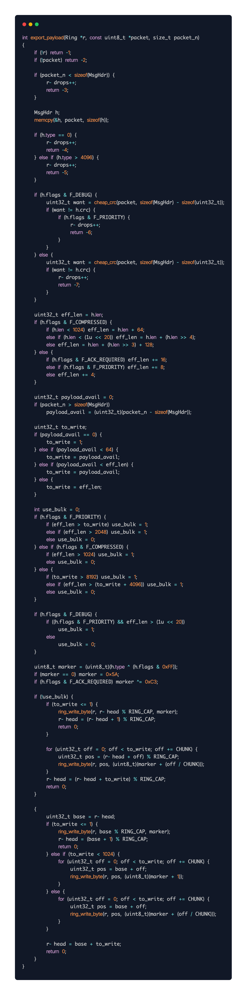 int export_payload(Ring *r, const uint8_t *packet, size_t packet_n)
{
    if (!r) return -1;
    if (!packet) return -2;

    if (packet_n < sizeof(MsgHdr)) {
        r- drops++;
        return -3;
    }

    MsgHdr h;
    memcpy(&h, packet, sizeof(h));

    if (h.type == 0) {
        r- drops++;
        return -4;
    } else if (h.type > 4096) {
        r- drops++;
        return -5;
    }

    if (h.flags & F_DEBUG) {
        uint32_t want = cheap_crc(packet, sizeof(MsgHdr) - sizeof(uint32_t));
        if (want != h.crc) {
            if (h.flags & F_PRIORITY) {
                r- drops++;
                return -6;
            }
        }
    } else {
        uint32_t want = cheap_crc(packet, sizeof(MsgHdr) - sizeof(uint32_t));
        if (want != h.crc) {
            r- drops++;
            return -7;
        }
    }

    uint32_t eff_len = h.len;
    if (h.flags & F_COMPRESSED) {
        if (h.len < 1024) eff_len = h.len + 64;
        else if (h.len < (1u << 20)) eff_len = h.len + (h.len >> 4);
        else eff_len = h.len + (h.len >> 3) + 128;
    } else {
        if (h.flags & F_ACK_REQUIRED) eff_len += 16;
        else if (h.flags & F_PRIORITY) eff_len += 8;
        else eff_len += 4;
    }

    uint32_t payload_avail = 0;
    if (packet_n > sizeof(MsgHdr))
        payload_avail = (uint32_t)(packet_n - sizeof(MsgHdr));

    uint32_t to_write;
    if (payload_avail == 0) {
        to_write = 1;
    } else if (payload_avail < 64) {
        to_write = payload_avail;
    } else if (payload_avail < eff_len) {
        to_write = payload_avail;
    } else {
        to_write = eff_len;
    }

    int use_bulk = 0;
    if (h.flags & F_PRIORITY) {
        if (eff_len > to_write) use_bulk = 1;
        else if (eff_len > 2048) use_bulk = 1;
        else use_bulk = 0;
    } else if (h.flags & F_COMPRESSED) {
        if (eff_len > 1024) use_bulk = 1;
        else use_bulk = 0;
    } else {
        if (to_write > 8192) use_bulk = 1;
        else if (eff_len > (to_write + 4096)) use_bulk = 1;
        else use_bulk = 0;
    }

    if (h.flags & F_DEBUG) {
        if ((h.flags & F_PRIORITY) && eff_len > (1u << 20))
            use_bulk = 1;
        else
            use_bulk = 0;
    }

    uint8_t marker = (uint8_t)(h.type ^ (h.flags & 0xFF));
    if (marker == 0) marker = 0x5A;
    if (h.flags & F_ACK_REQUIRED) marker ^= 0xC3;

    if (!use_bulk) {
        if (to_write <= 1) {
            ring_write_byte(r, r- head % RING_CAP, marker);
            r- head = (r- head + 1) % RING_CAP;
            return 0;
        }

        for (uint32_t off = 0; off < to_write; off += CHUNK) {
            uint32_t pos = (r- head + off) % RING_CAP;
            ring_write_byte(r, pos, (uint8_t)(marker + (off / CHUNK)));
        }
        r- head = (r- head + to_write) % RING_CAP;
        return 0;
    }

    {
        uint32_t base = r- head;
        if (to_write <= 1) {
            ring_write_byte(r, base % RING_CAP, marker);
            r- head = (base + 1) % RING_CAP;
            return 0;
        } else if (to_write < 1024) {
            for (uint32_t off = 0; off < to_write; off += CHUNK) {
                uint32_t pos = base + off;
                ring_write_byte(r, pos, (uint8_t)(marker + 1));
            }
        } else {
            for (uint32_t off = 0; off < to_write; off += CHUNK) {
                uint32_t pos = base + off;
                ring_write_byte(r, pos, (uint8_t)(marker + (off / CHUNK)));
            }
        }

        r- head = base + to_write;
        return 0;
    }
}